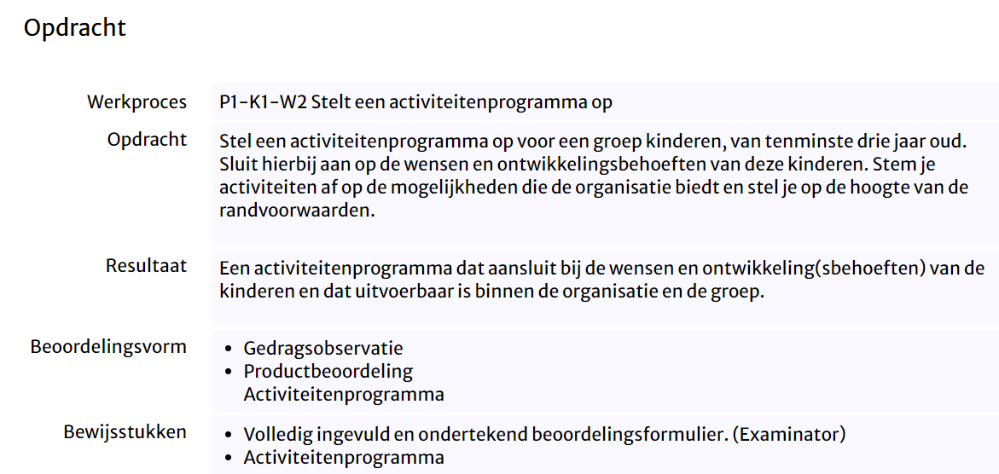 Opdracht
Werkproces P1-K1-W2 Stelt een activiteitenprogramma op
Opdracht Stel een activiteitenprogramma op voor een groep kinderen, van tenminste drie jaar oud.
Sluit hierbij aan op de wensen en ontwikkelingsbehoeften van deze kinderen. Stem je
activiteiten af op de mogelijkheden die de organisatie biedt en stel je op de hoogte van de
randvoorwaarden.
Resultaat Een activiteitenprogramma dat aansluit bij de wensen en ontwikkeling(sbehoeften) van de
kinderen en dat uitvoerbaar is binnen de organisatie en de groep.
Beoordelingsvorm • Gedragsobservatie
• Productbeoordeling
Activiteitenprogramma
Bewijsstukken • Volledig ingevuld en ondertekend beoordelingsformulier. (Examinator)
• Activiteitenprogramma